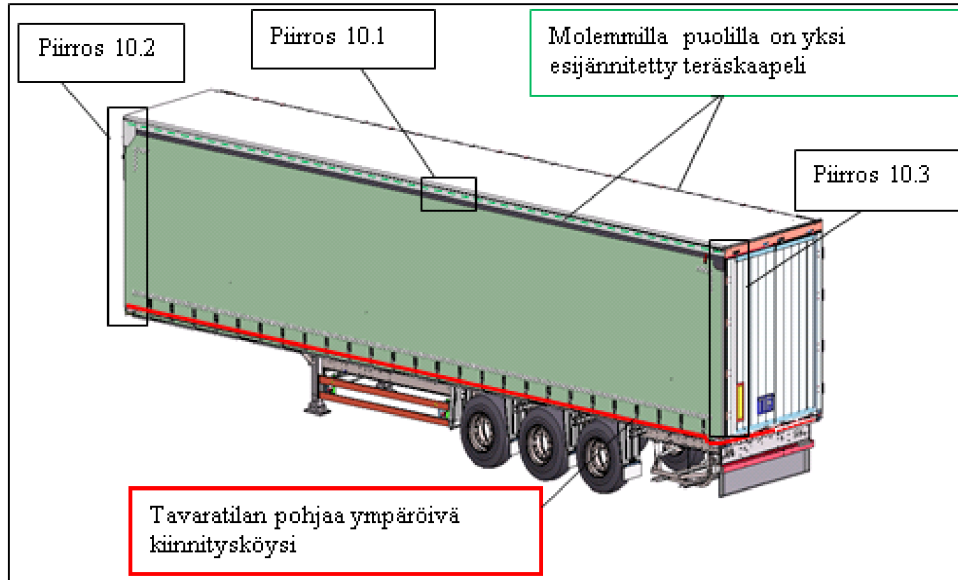 Piirros 10.2
Piirros 10.1
Molemmilla puolilla on yksi
esijännitetty teräskaapeli
Piirros 10.3
Tavaratilan pohjaa ympäröivä
kiinnitysköysi